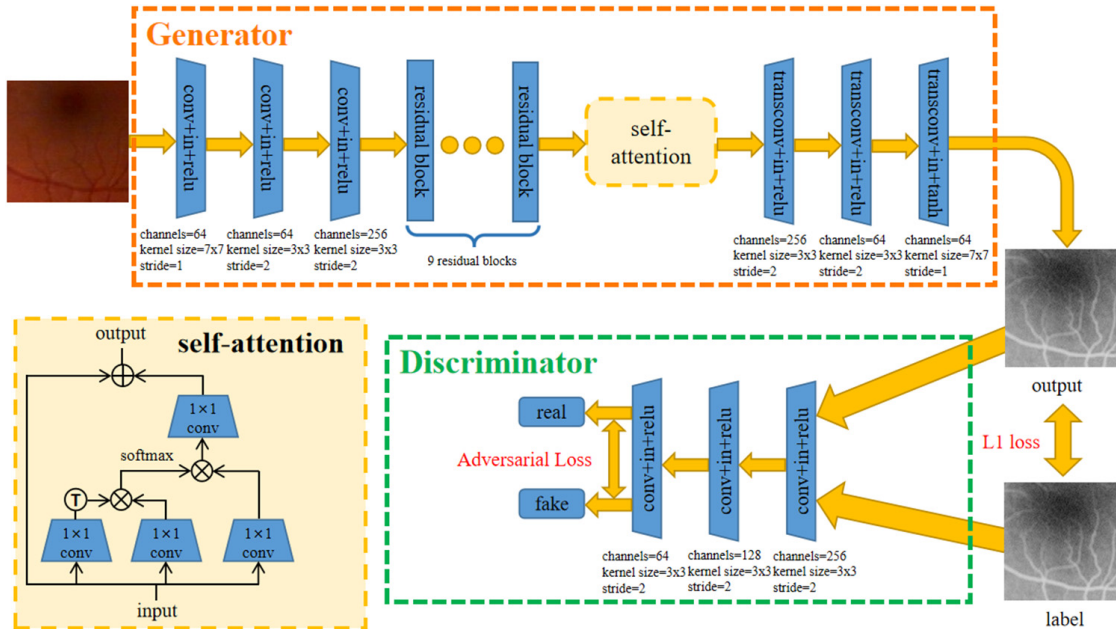 Generator
conv+in+relu
conv+in+relu
conv+in+relu
residual block
residual block
self-
attention
transconv+in+relu
transconv+in+relu
transconv+in+tanh
channels=64
kernel size=7x7
stride=1
channels=64
kernel size=3x3
stride=2
channels=256
kernel size=3x3
stride=2
9 residual blocks
channels=256
kernel size=3x3
stride=2
channels=64
kernel size=3x3
stride=2
channels=64
kernel size=7x7
stride=1
output
self-attention
1×1
conv
softmax
T
1×1
conv
1×1
conv
1×1
conv
input
Discriminator
real
Adversarial Loss
fake
conv+in+relu
conv+in+relu
conv+in+relu
channels=64
kernel size=3x3
stride=2
channels=128
kernel size=3x3
stride=2
channels=256
kernel size=3x3
stride=2
output
L1 loss
label